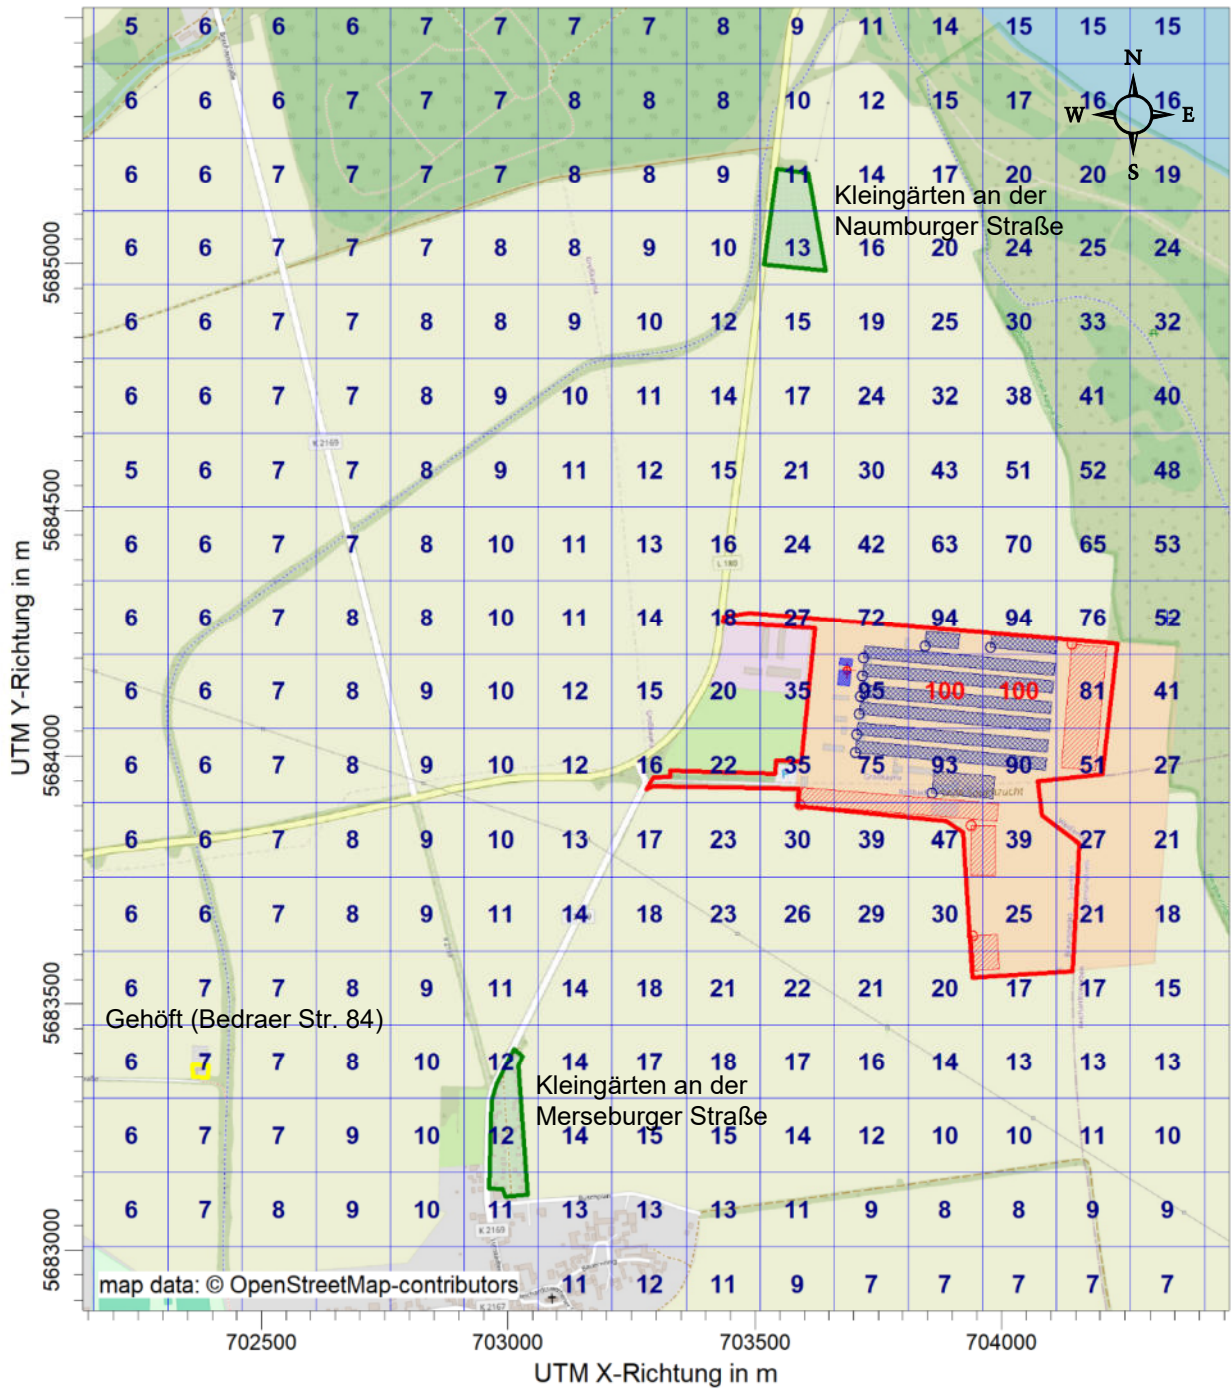 5 6 6 6 7 7 7 7 8 9 11 14 15 15 15
N
6 6 6 7 7 7 8 8 8 10 12 15 17 16 16
W E
S
6 6 7 7 7 7 8 8 9 11 14 17 20 20 19
Kleingärten an der
Naumburger Straße
6 6 7 7 7 8 8 9 10 13 16 20 24 25 24
5685000
6 6 7 7 8 8 9 10 12 15 19 25 30 33 32
6 6 7 7 8 9 10 11 14 17 24 32 38 41 40
K 2169
5 6 7 7 8 9 11 12 15 21 30 43 51 52 48
5684500
6 6 7 7 8 10 11 13 16 24 42 63 70 65 53
L 180
6 6 7 8 8 10 11 14 18 27 72 94 94 76 52
6 6 7 8 9 10 12 15 20 35 95 100 100 81 41
UTM Y-Richtung in m
5684000
6 6 7 8 9 10 12 16 22 35 75 93 90 51 27
6 6 7 8 9 10 13 17 23 30 39 47 39 27 21
6 6 7 8 9 11 14 18 23 26 29 30 25 21 18
6 7 7 8 9 11 14 18 21 22 21 20 17 17 15
5683500
Gehöft (Bedraer Str. 84)
6 7 7 8 10 12 14 17 18 17 16 14 13 13 13
Kleingärten an der
Merseburger Straße
6 7 7 9 10 12 14 15 15 14 12 10 10 11 10
6 7 8 9 10 11 13 13 13 11 9 8 8 9 9
K 2169
5683000
map data: © OpenStreetMap-contributors
11 12 11 9 7 7 7 7 7
K 2167
702500 703000 703500 704000
UTM X-Richtung in m